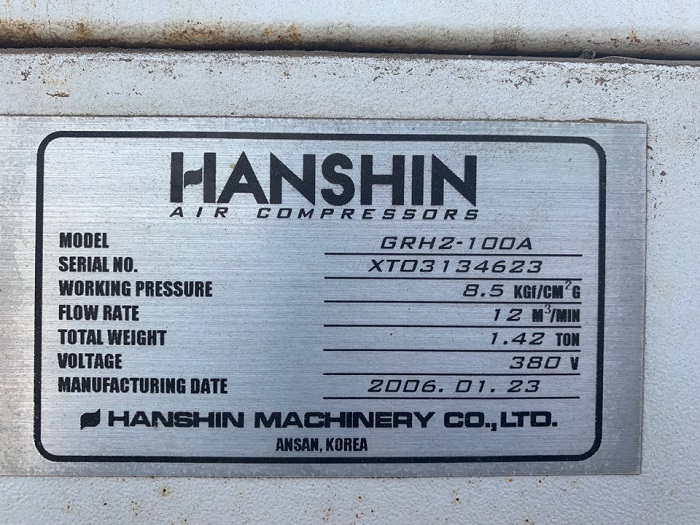 HANSHIN
AIR COMPRESSORS
MODEL GRH2-100A
SERIAL NO. XT03134623
WORKING PRESSURE 8.5 KGf/CM²G
FLOW RATE 12 M³/MIN
TOTAL WEIGHT 1.42 TON
VOLTAGE 380 V
MANUFACTURING DATE 2006.01.23
HANSHIN MACHINERY CO.,LTD.
ANSAN, KOREA